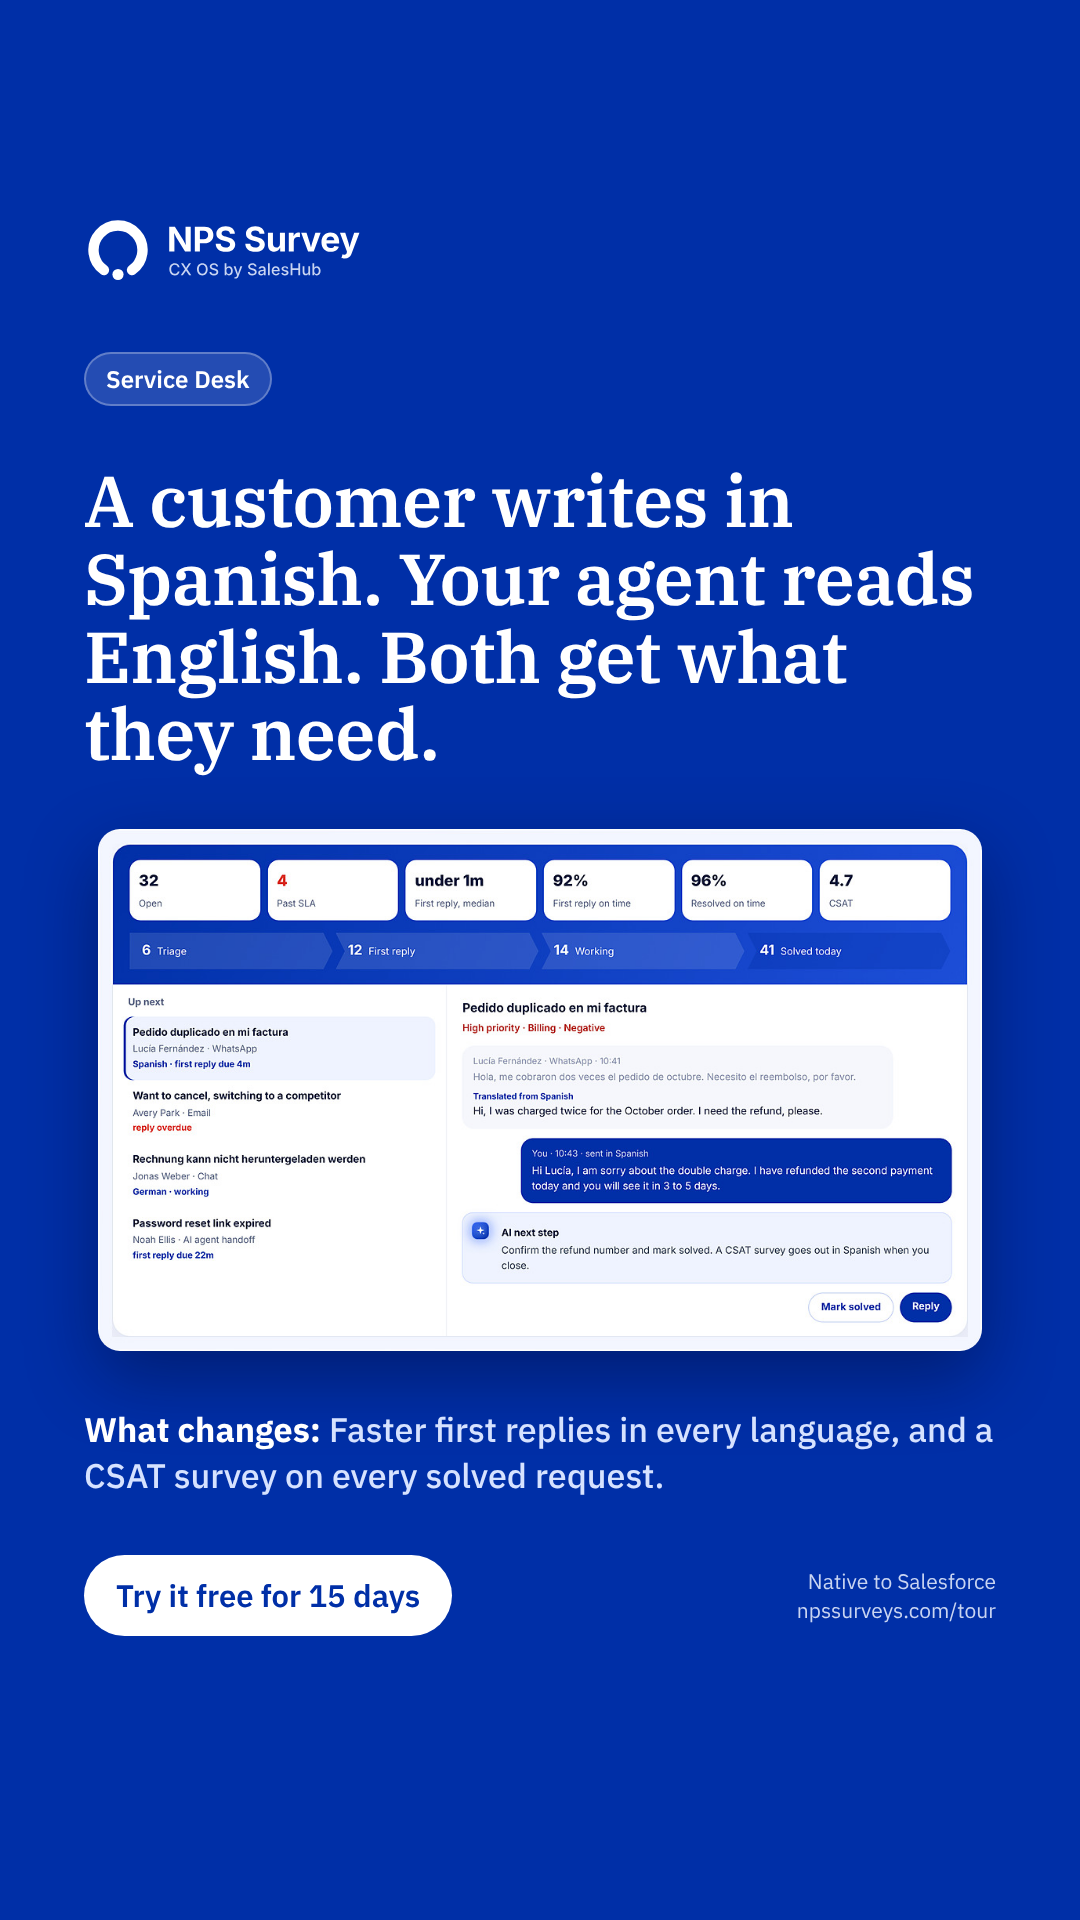 NPS Survey
CX OS by SalesHub
Service Desk
A customer writes in
Spanish. Your agent reads
English. Both get what
they need.
32
Open
4
Past SLA
under 1m
First reply, median
92%
First reply on time
96%
Resolved on time
4.7
CSAT
6 Triage
12 First reply
14 Working
41 Solved today
Up next
Pedido duplicado en mi factura
Lucía Fernández · WhatsApp
Spanish · first reply due 4m
Want to cancel, switching to a competitor
Avery Park · Email
reply overdue
Rechnung kann nicht heruntergeladen werden
Jonas Weber · Chat
German · working
Password reset link expired
Noah Ellis · AI agent handoff
first reply due 22m
Pedido duplicado en mi factura
High priority · Billing · Negative
Lucía Fernández · WhatsApp · 10:41
Hola, me cobraron dos veces el pedido de octubre. Necesito el reembolso, por favor.
Translated from Spanish
Hi, I was charged twice for the October order. I need the refund, please.
You · 10:43 · sent in Spanish
Hi Lucía, I am sorry about the double charge. I have refunded the second payment
today and you will see it in 3 to 5 days.
AI next step
Confirm the refund number and mark solved. A CSAT survey goes out in Spanish when you
close.
Mark solved
Reply
What changes: Faster first replies in every language, and a
CSAT survey on every solved request.
Try it free for 15 days
Native to Salesforce
npssurveys.com/tour